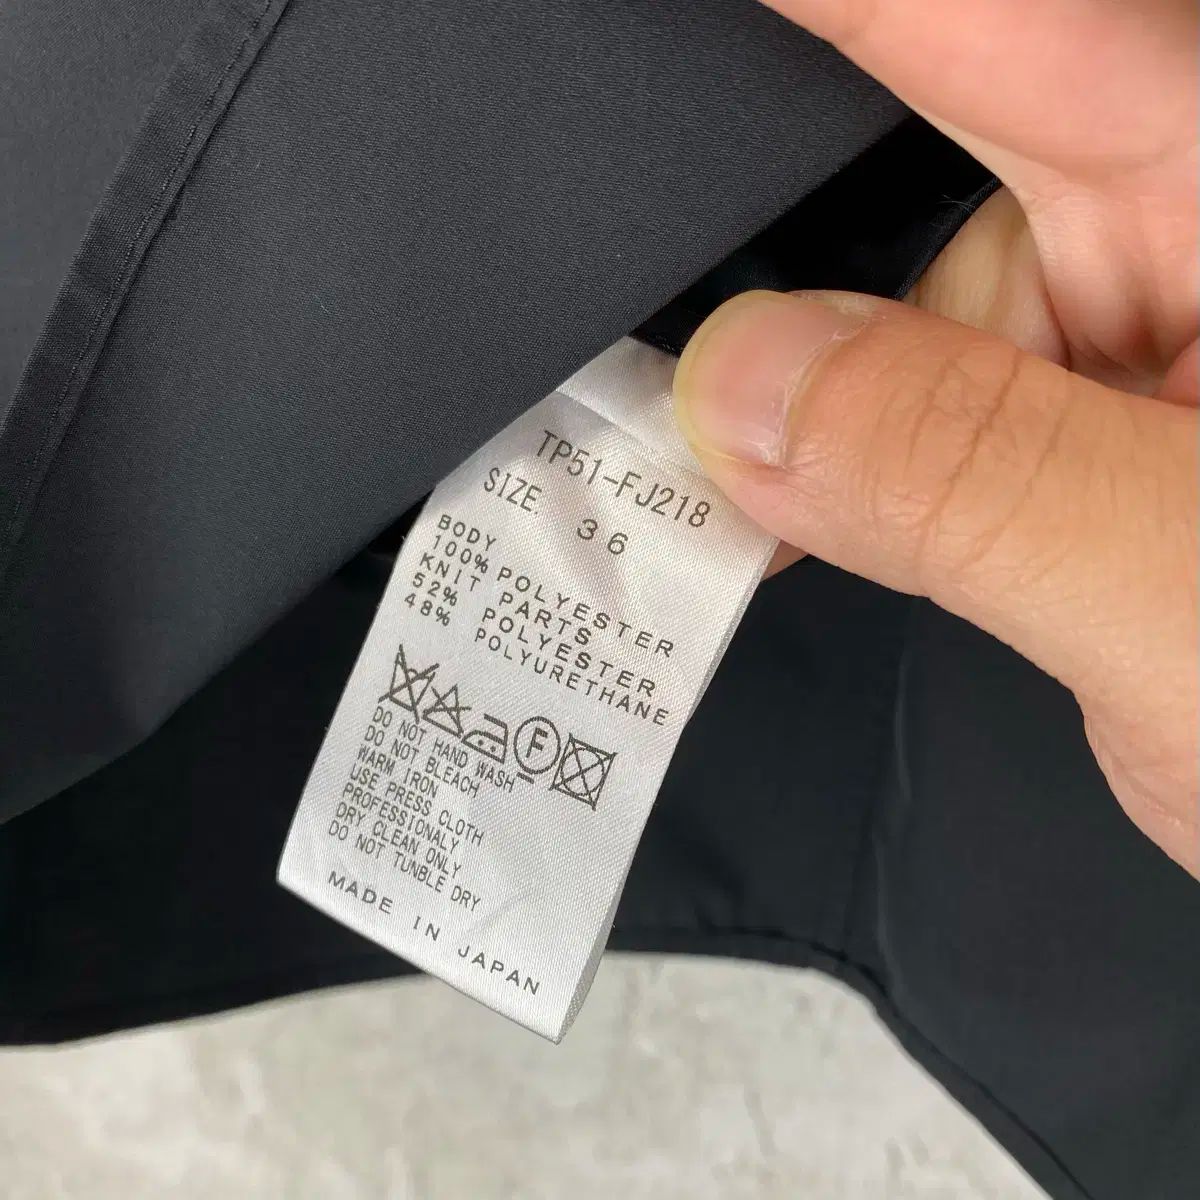 TP51-FJ218
SIZE. 36
BODY
100% POLYESTER
KNIT PARTS
52% POLYESTER
48% POLYURETHANE
F
DO NOT HAND WASH
DO NOT BLEACH
WARM IRON
USE PRESS CLOTH
PROFESSIONALY
DRY CLEAN ONLY
DO NOT TUNBLE DRY
MADE IN JAPAN